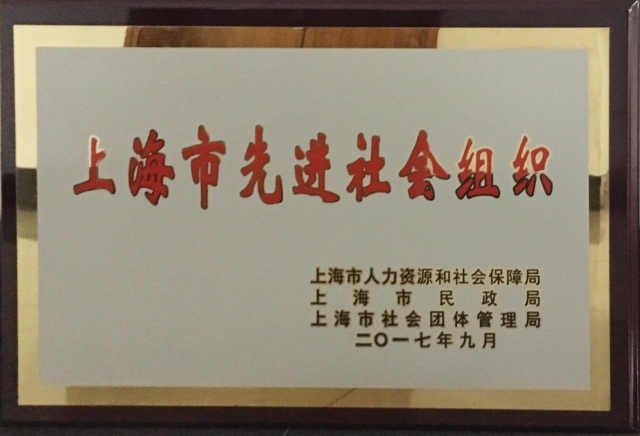 上海市先进社会组织
上海市人力资源和社会保障局
上海市民政局
上海市社会团体管理局
二〇一七年九月